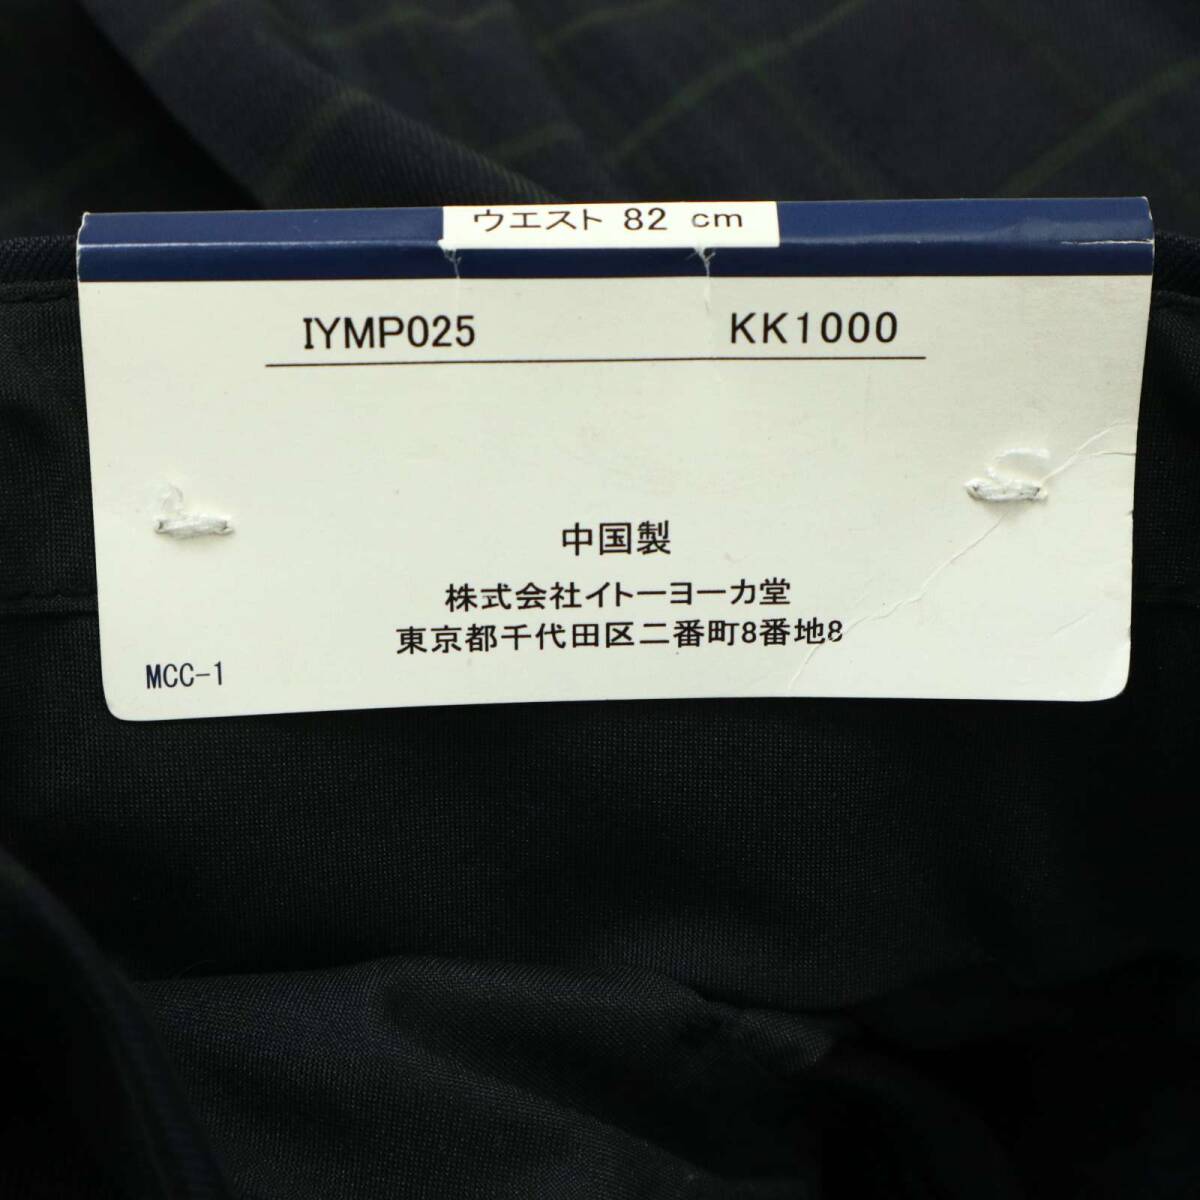 ウエスト 82 cm
IYMP025 KK1000
中国製
株式会社イトーヨーカ堂
東京都千代田区二番町8番地8
MCC-1